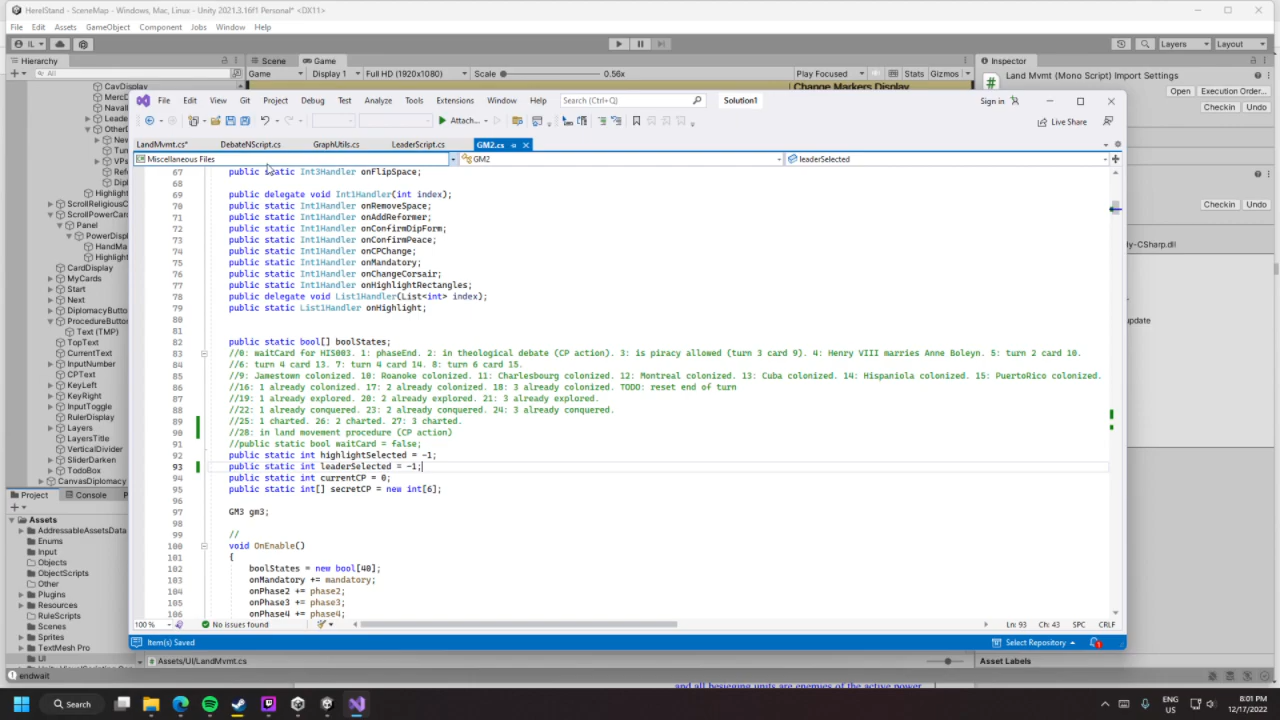 HereIStand - SceneMap - Windows, Mac, Linux - Unity 2021.3.16f1 Personal* <DX11>
File Edit Assets GameObject Component Jobs Window Help
IL Layers Layout
Hierarchy Scene Game Inspector
All Game Display 1 Full HD (1920x1080) Scale 0.56x Play Focused Stats Gizmos
Land Mvmt (Mono Script) Import Settings
Open Execution Order...
Checkin Undo
Change Markers Display
CavDisplay
MercD
NavalI
Leade
OtherD
New
Turr
VPs
Refo
Dipl
Highlight
ScrollReligiousC
ScrollPowerCard
Panel
PowerDispl
HandMa
Highlight
CardDisplay
MyCards
Start
Next
DiplomacyButto
ProcedureButton
Text (TMP)
TopText
CurrentText
InputNumber
CPText
KeyLeft
KeyRight
InputToggle
RulerDisplay
Layers
LayersTitle
VerticalDivider
SliderDarken
TodoBox
CanvasDiplomacy
Project Console
Assets
AddressableAssetsData
Enums
Input
Objects
ObjectScripts
Other
Plugins
Resources
RuleScripts
Scenes
Sprites
TextMesh Pro
UI
endwait
File Edit View Git Project Debug Test Analyze Tools Extensions Window Help Search (Ctrl+Q) Solution1 Sign in
Attach... Live Share
LandMvmt.cs* DebateNScript.cs GraphUtils.cs LeaderScript.cs GM2.cs
Miscellaneous Files GM2 leaderSelected
67 public static Int3Handler onFlipSpace;
68
69 public delegate void Int1Handler(int index);
70 public static Int1Handler onRemoveSpace;
71 public static Int1Handler onAddReformer;
72 public static Int1Handler onConfirmDipForm;
73 public static Int1Handler onConfirmPeace;
74 public static Int1Handler onCPChange;
75 public static Int1Handler onMandatory;
76 public static Int1Handler onChangeCorsair;
77 public static Int1Handler onHighlightRectangles;
78 public delegate void List1Handler(List<int> index);
79 public static List1Handler onHighlight;
80
81
82 public static bool[] boolStates;
83 //0: waitCard for HIS003. 1: phaseEnd. 2: in theological debate (CP action). 3: is piracy allowed (turn 3 card 9). 4: Henry VIII marries Anne Boleyn. 5: turn 2 card 10.
84 //6: turn 4 card 13. 7: turn 4 card 14. 8: turn 6 card 15.
85 //9: Jamestown colonized. 10: Roanoke colonized. 11: Charlesbourg colonized. 12: Montreal colonized. 13: Cuba colonized. 14: Hispaniola colonized. 15: PuertoRico colonized.
86 //16: 1 already colonized. 17: 2 already colonized. 18: 3 already colonized. TODO: reset end of turn
87 //19: 1 already explored. 20: 2 already explored. 21: 3 already explored.
88 //22: 1 already conquered. 23: 2 already conquered. 24: 3 already conquered.
89 //25: 1 charted. 26: 2 charted. 27: 3 charted.
90 //28: in land movement procedure (CP action)
91 //public static bool waitCard = false;
92 public static int highlightSelected = -1;
93 public static int leaderSelected = -1;
94 public static int currentCP = 0;
95 public static int[] secretCP = new int[6];
96
97 GM3 gm3;
98
99 //
100 void OnEnable()
101 {
102 boolStates = new bool[40];
103 onMandatory += mandatory;
104 onPhase2 += phase2;
105 onPhase3 += phase3;
106 onPhase4 += phase4;
100 % No issues found Ln: 93 Ch: 43 SPC CRLF
Item(s) Saved Select Repository 1
Assets/UI/LandMvmt.cs
Checkin Undo
ly-CSharp.dll
update
Asset Labels
and all besieging units are enemies of the active power
Search
ENG
US
8:01 PM
12/17/2022